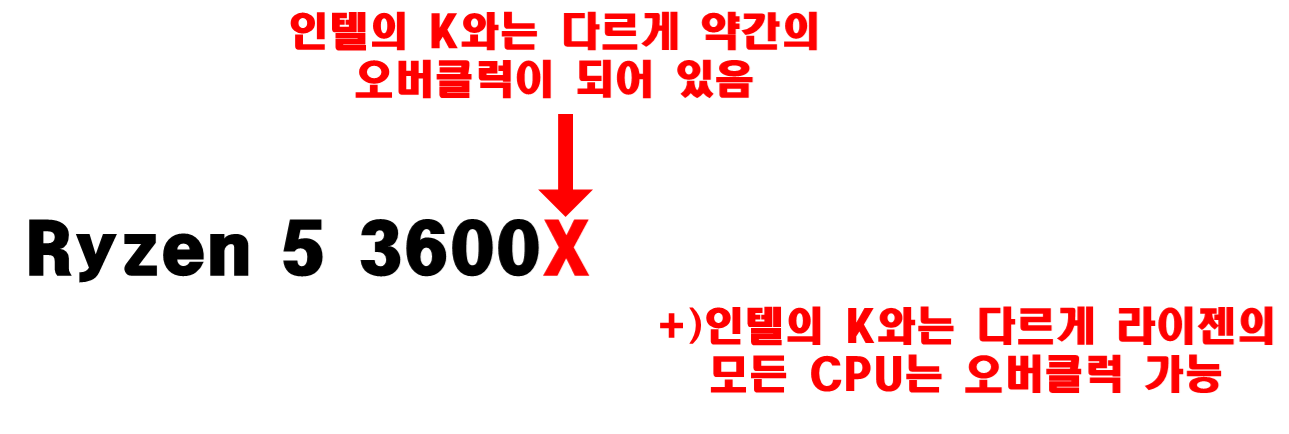 인텔의 K와는 다르게 약간의
오버클럭이 되어 있음
Ryzen 5 3600X
+)인텔의 K와는 다르게 라이젠의
모든 CPU는 오버클럭 가능